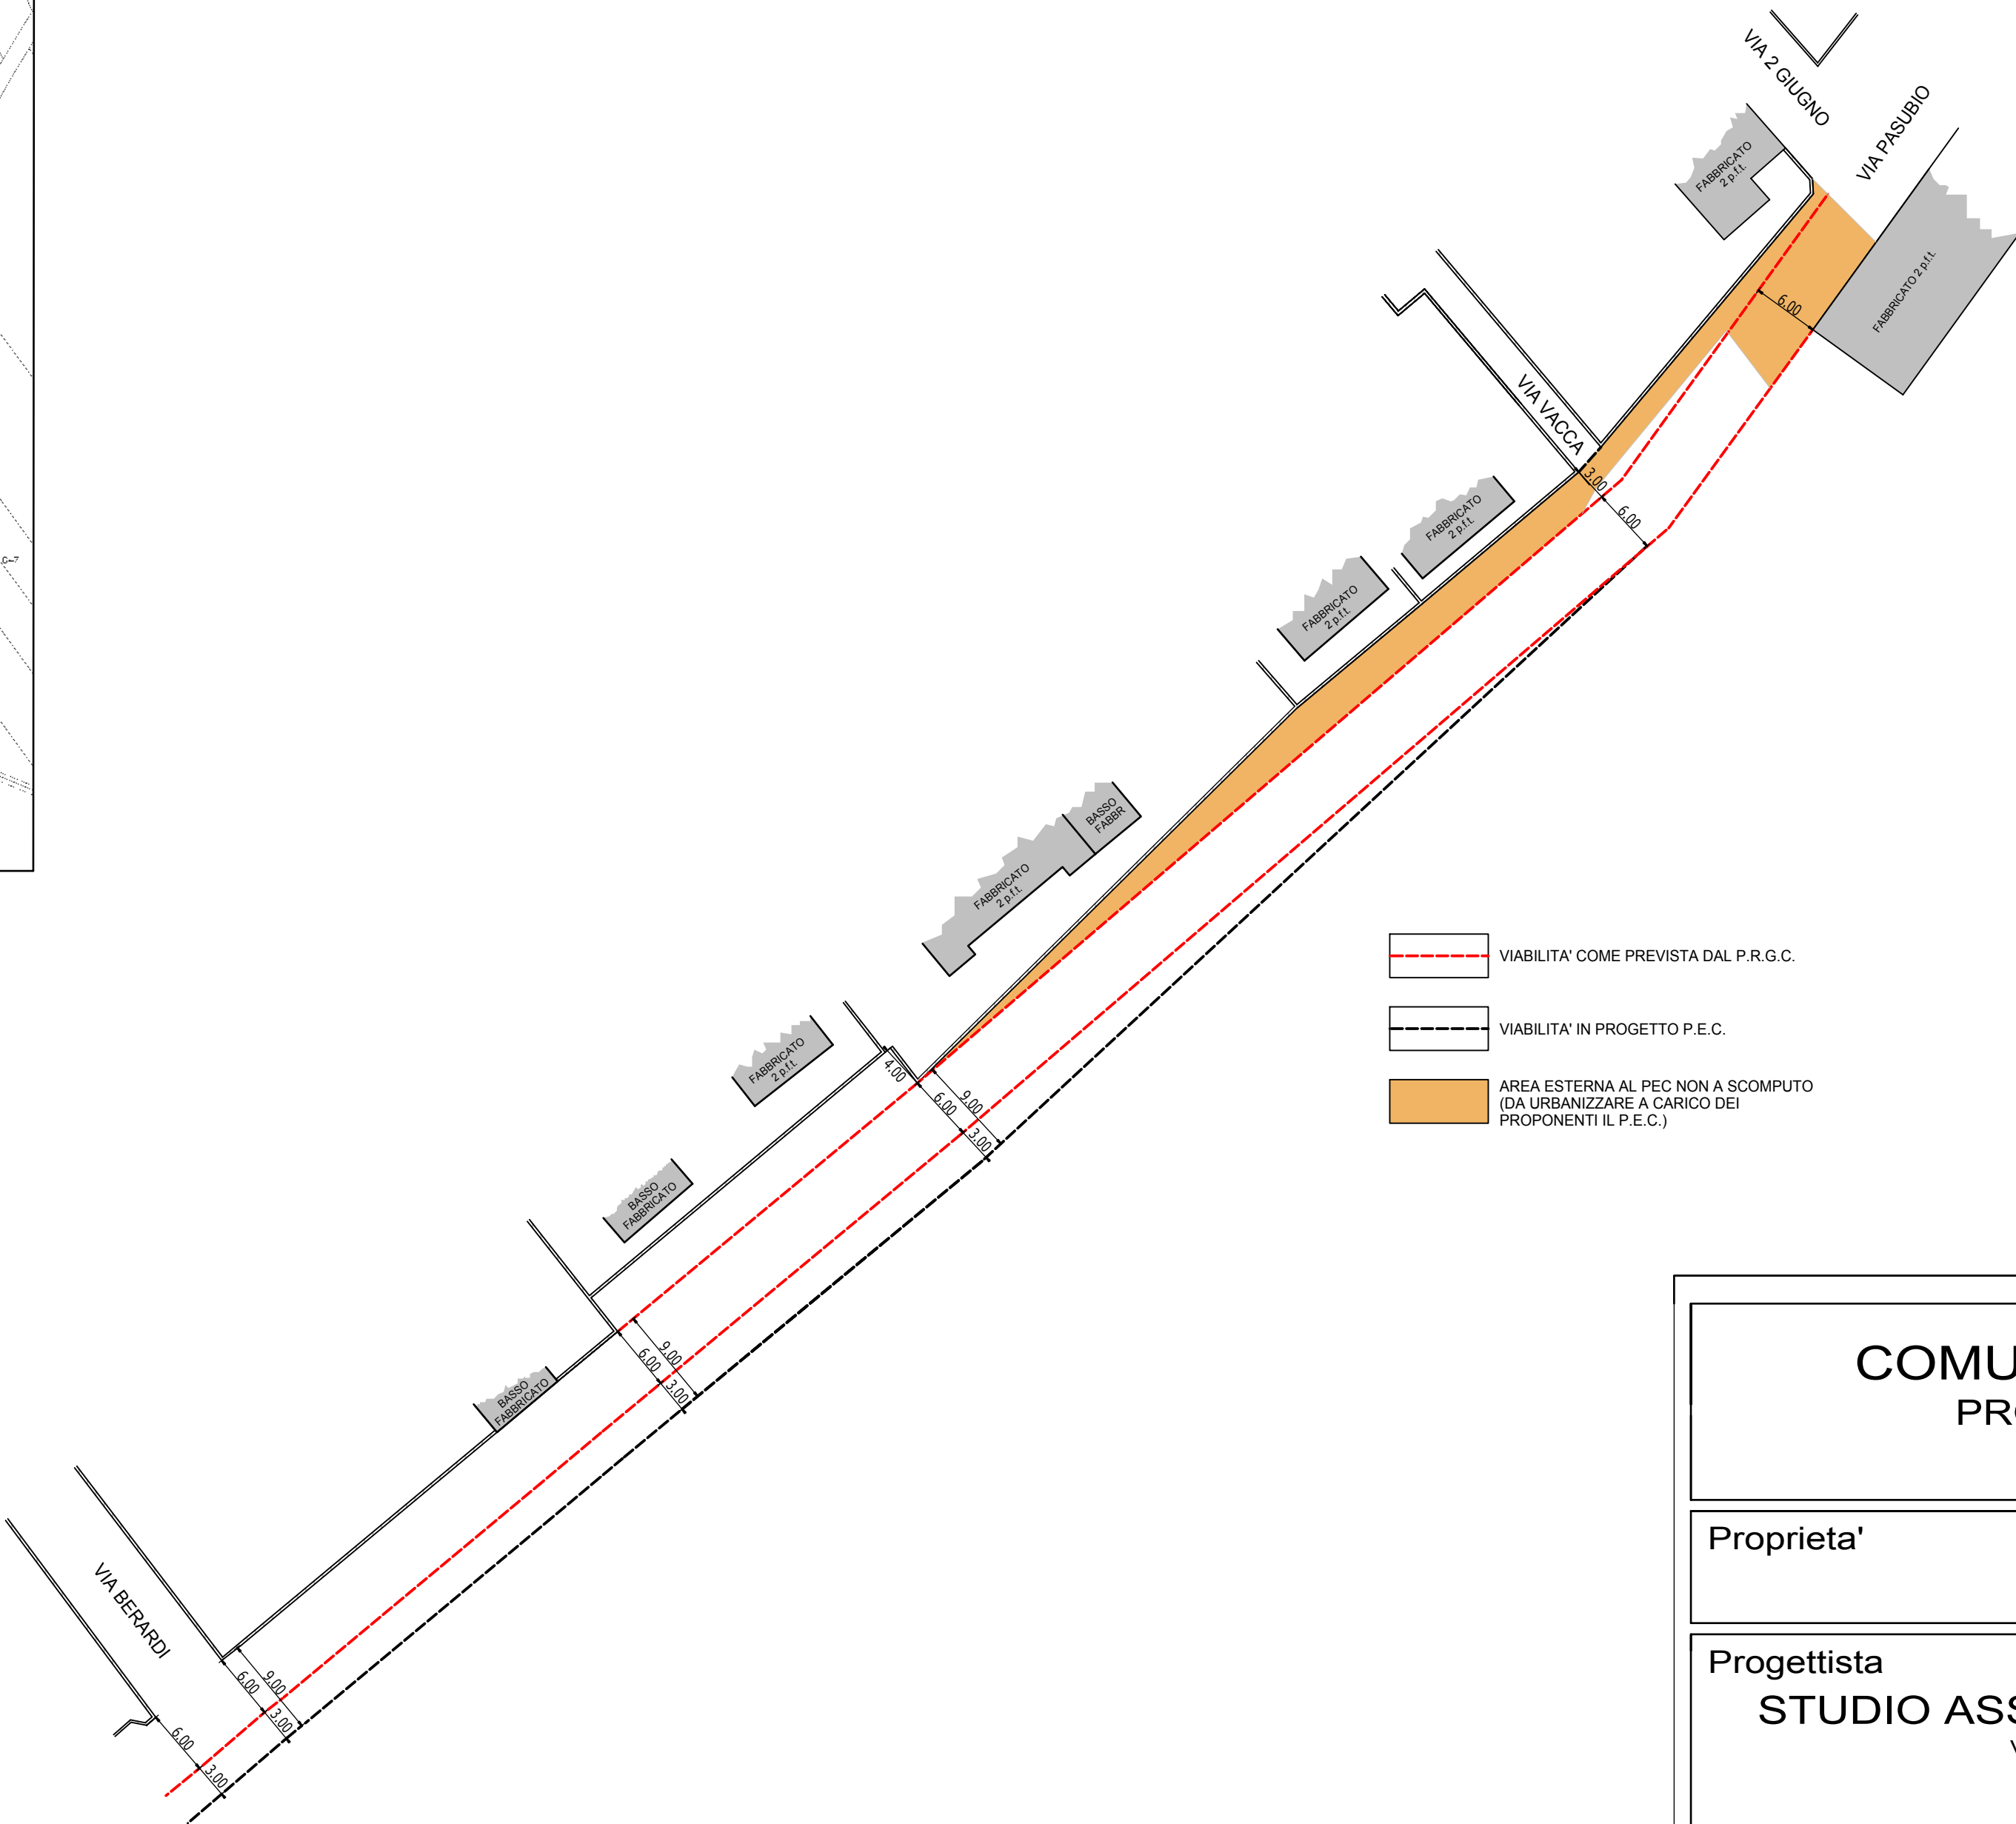 VIA 2 GIUGNO
VIA PASUBIO
FABBRICATO
2 p.f.t.
FABBRICATO 2 p.f.t.
6.00
VIA VACCA
3.00
6.00
FABBRICATO
2 p.f.t.
FABBRICATO
2 p.f.t.
BASSO
FABBR
FABBRICATO
2 p.f.t.
FABBRICATO
2 p.f.t.
4.00
9.00
6.00
3.00
BASSO
FABBRICATO
9.00
6.00
3.00
BASSO
FABBRICATO
VIA BERARDI
9.00
6.00
3.00
6.00
3.00
VIABILITA' COME PREVISTA DAL P.R.G.C.
VIABILITA' IN PROGETTO P.E.C.
AREA ESTERNA AL PEC NON A SCOMPUTO
(DA URBANIZZARE A CARICO DEI
PROPONENTI IL P.E.C.)
COMU
PR
Proprieta'
Progettista
STUDIO ASS